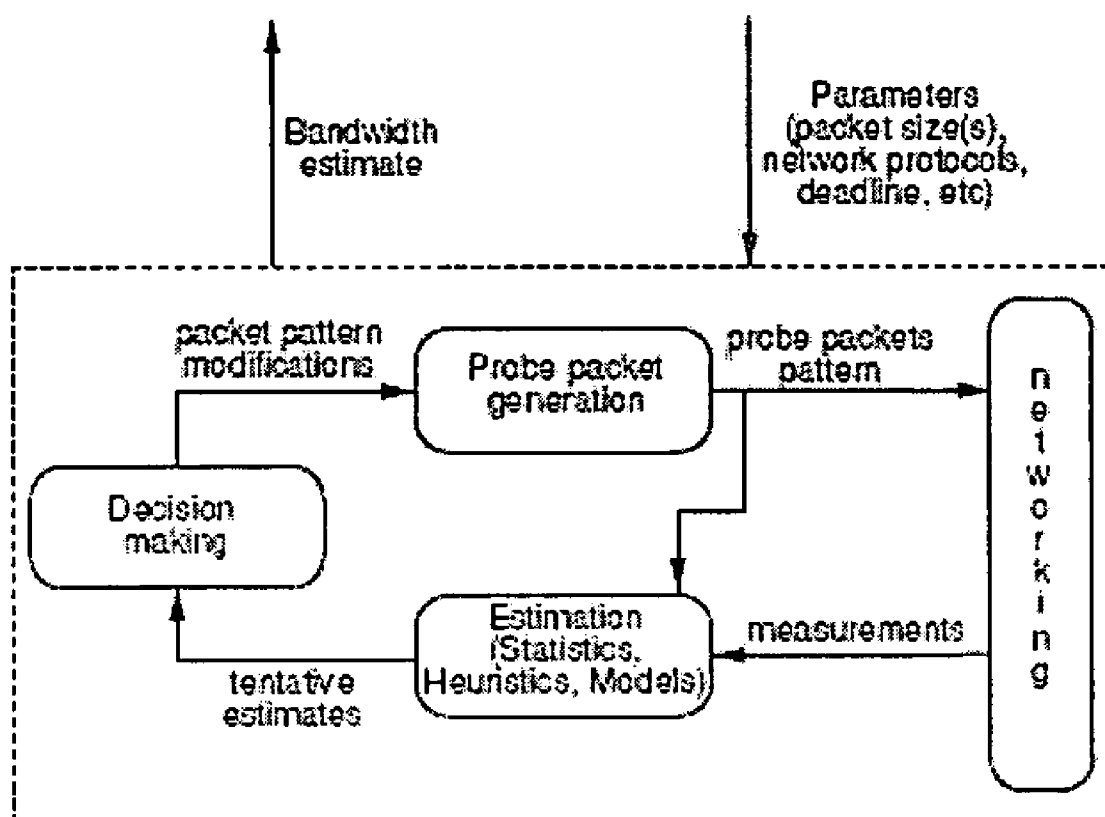 Bandwidth
estimate
Parameters
(packet size(s),
network protocols,
deadline, etc)
packet pattern
modifications
Probe packet
generation
probe packets
pattern
networking
Decision
making
Estimation
(Statistics,
Heuristics, Models)
measurements
tentative
estimates